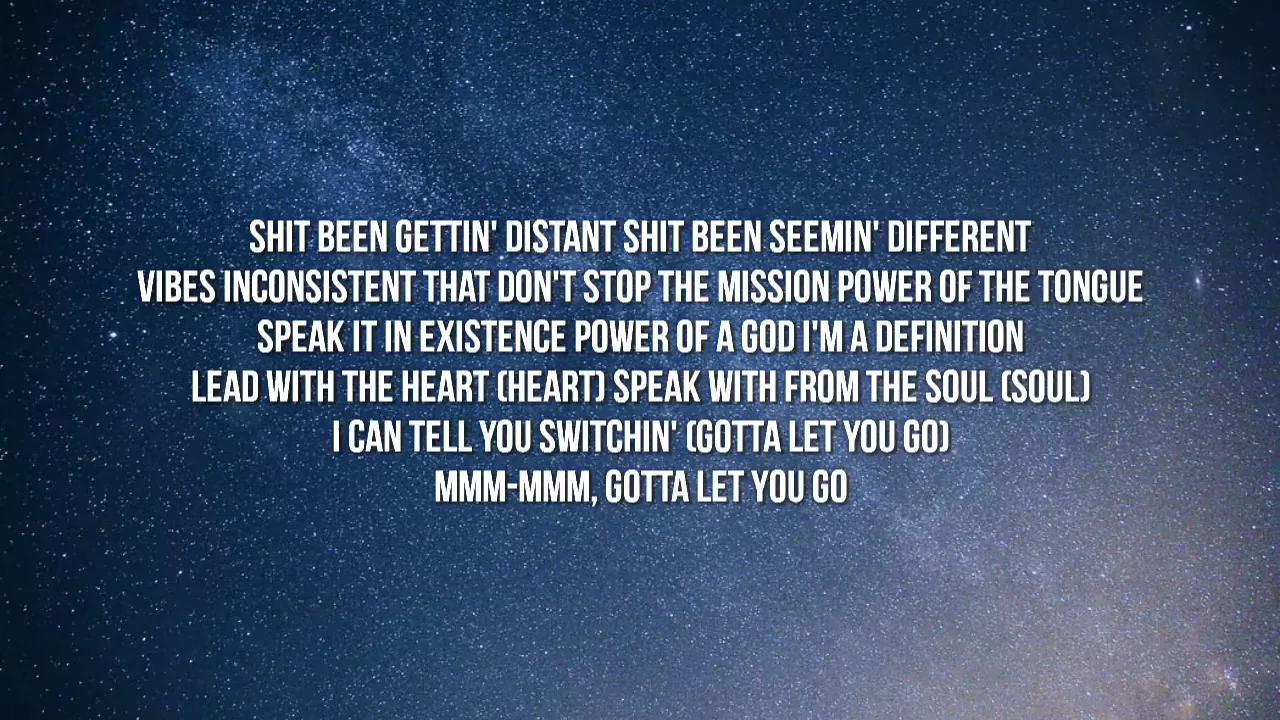 SHIT BEEN GETTIN' DISTANT SHIT BEEN SEEMIN' DIFFERENT
VIBES INCONSISTENT THAT DON'T STOP THE MISSION POWER OF THE TONGUE
SPEAK IT IN EXISTENCE POWER OF A GOD I'M A DEFINITION
LEAD WITH THE HEART (HEART) SPEAK WITH FROM THE SOUL (SOUL)
I CAN TELL YOU SWITCHIN' (GOTTA LET YOU GO)
MMM-MMM, GOTTA LET YOU GO